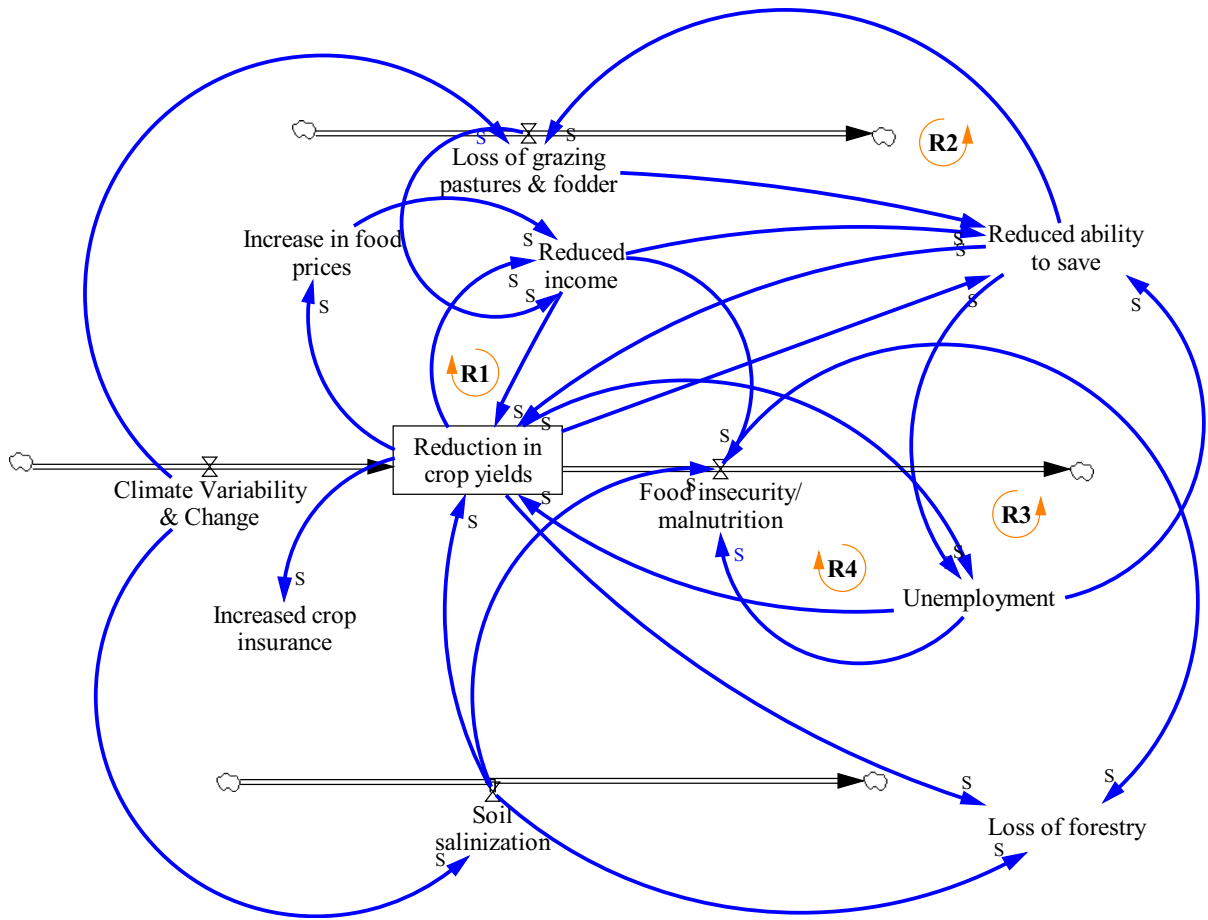 S
S
R2
Loss of grazing
pastures & fodder
Increase in food
prices
S
Reduced
income
S
S
S
S
S
Reduced ability
to save
S
S
S
R1
S
S
S
Reduction in
crop yields
S
S
S
Climate Variability
& Change
Food insecurity/
malnutrition
R3
S
S
S
R4
S
Increased crop
insurance
Unemployment
S
S
Soil
salinization
Loss of forestry
S
S